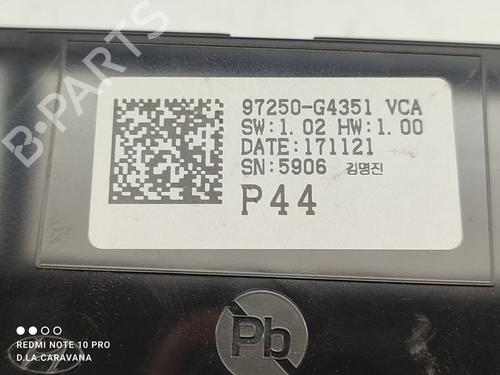 97250-G4351 VCA
SW:1.02 HW:1.00
DATE:171121
SN:5906 김명진
P44
Pb
B-PARTS
REDMI NOTE 10 PRO
D.LA.CARAVANA